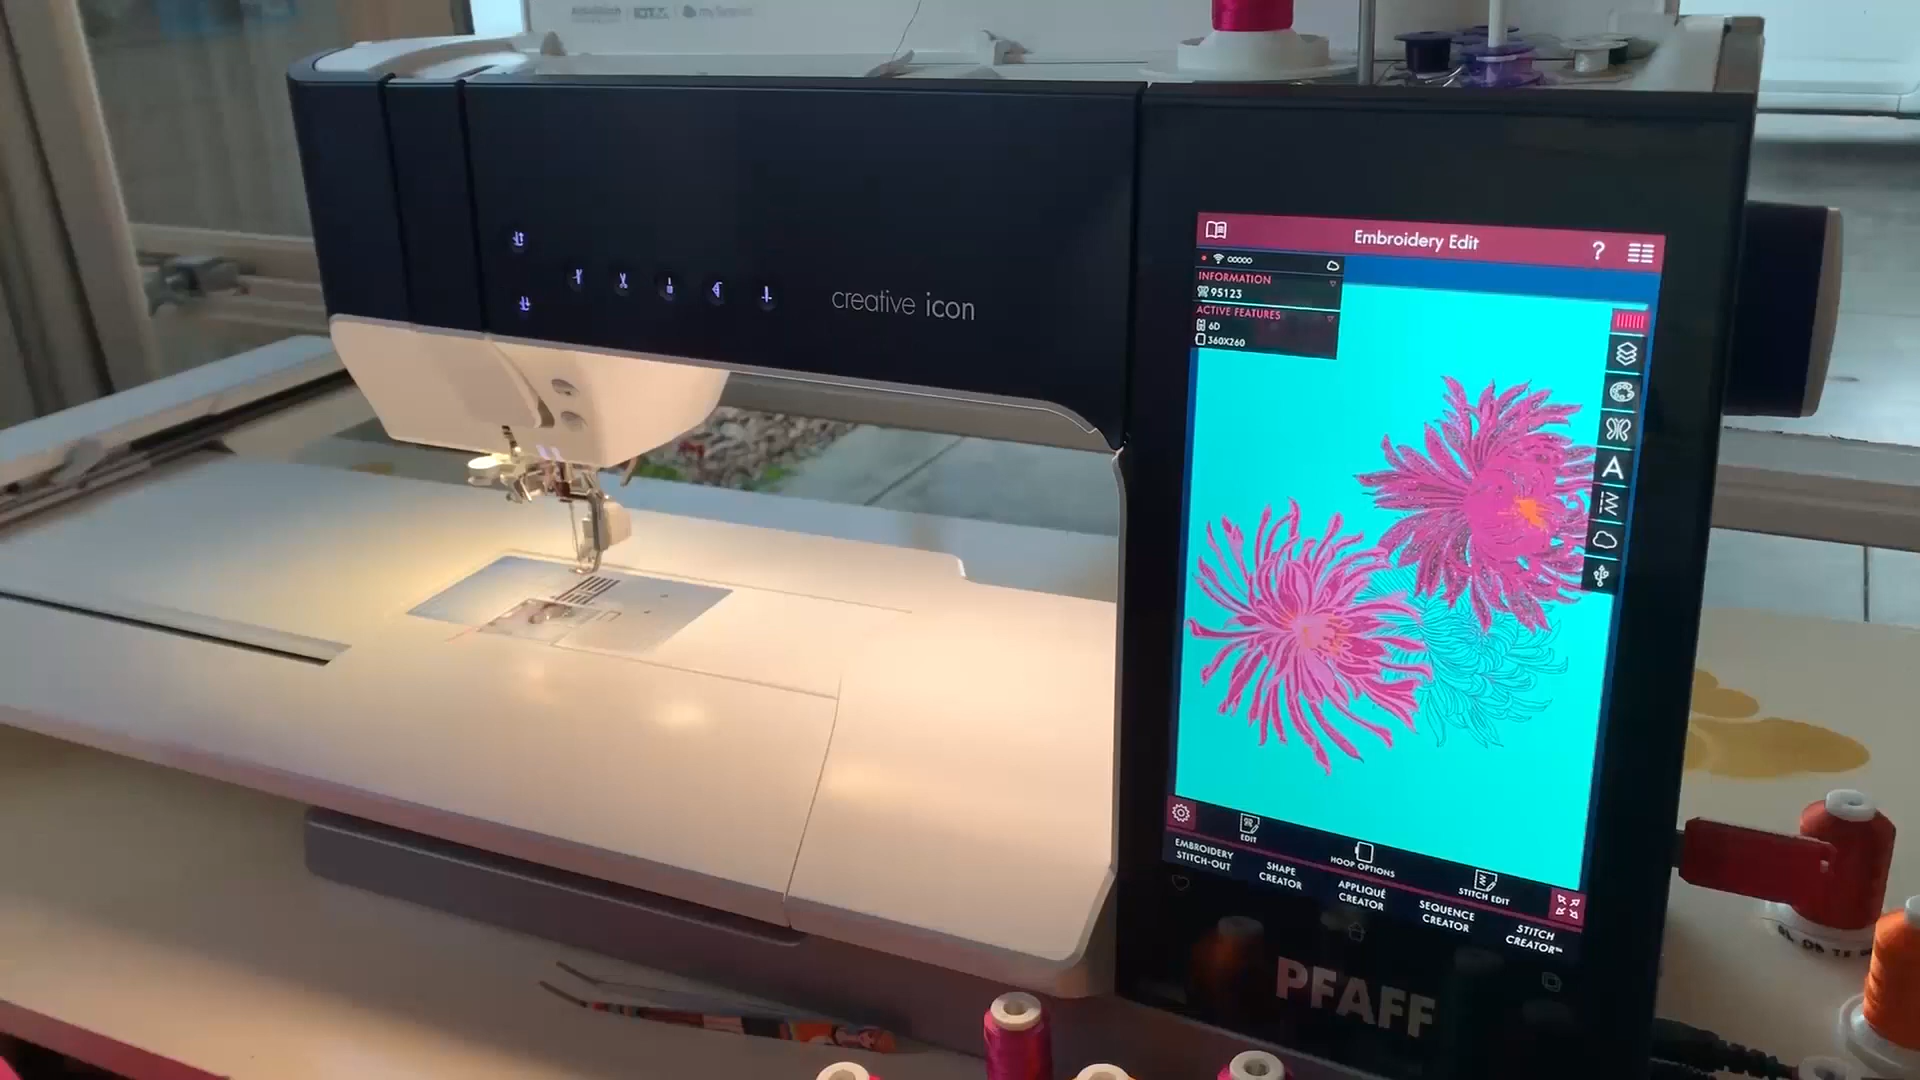 creative icon
Embroidery Edit
?
INFORMATION
95123
ACTIVE FEATURES
6D
360X260
A
EDIT
HOOP OPTIONS
STITCH EDIT
EMBROIDERY
STITCH-OUT
SHAPE
CREATOR
APPLIQUÉ
CREATOR
SEQUENCE
CREATOR
STITCH
CREATOR™
PFAFF